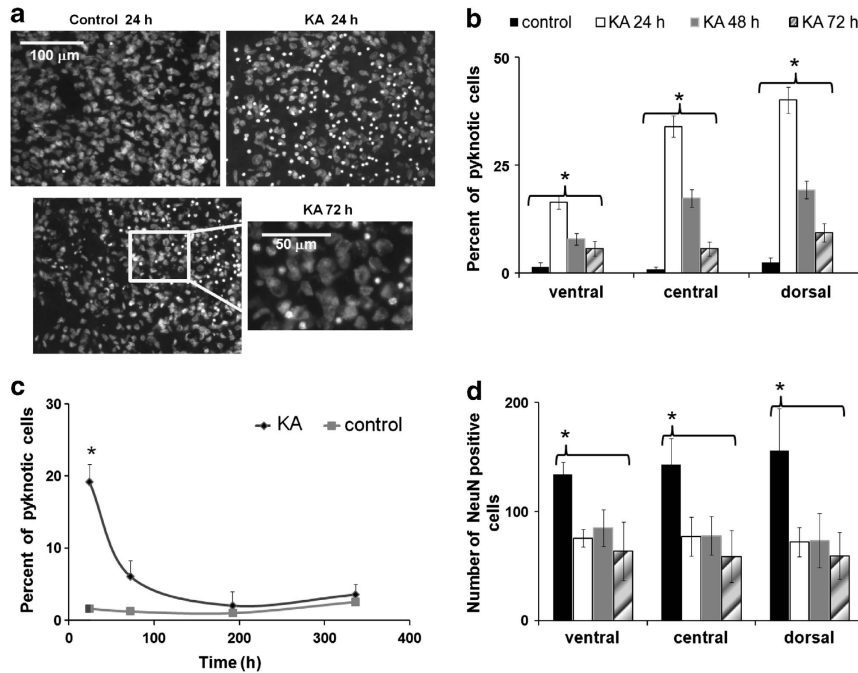 a
Control 24 h
KA 24 h
100 µm
KA 72 h
50 µm
b
control
KA 24 h
KA 48 h
KA 72 h
Percent of pyknotic cells
50
25
0
*
*
*
ventral
central
dorsal
c
Percent of pyknotic cells
30
20
10
0
*
KA
control
0
100
200
300
400
Time (h)
d
Number of NeuN positive
cells
200
100
0
*
*
*
ventral
central
dorsal